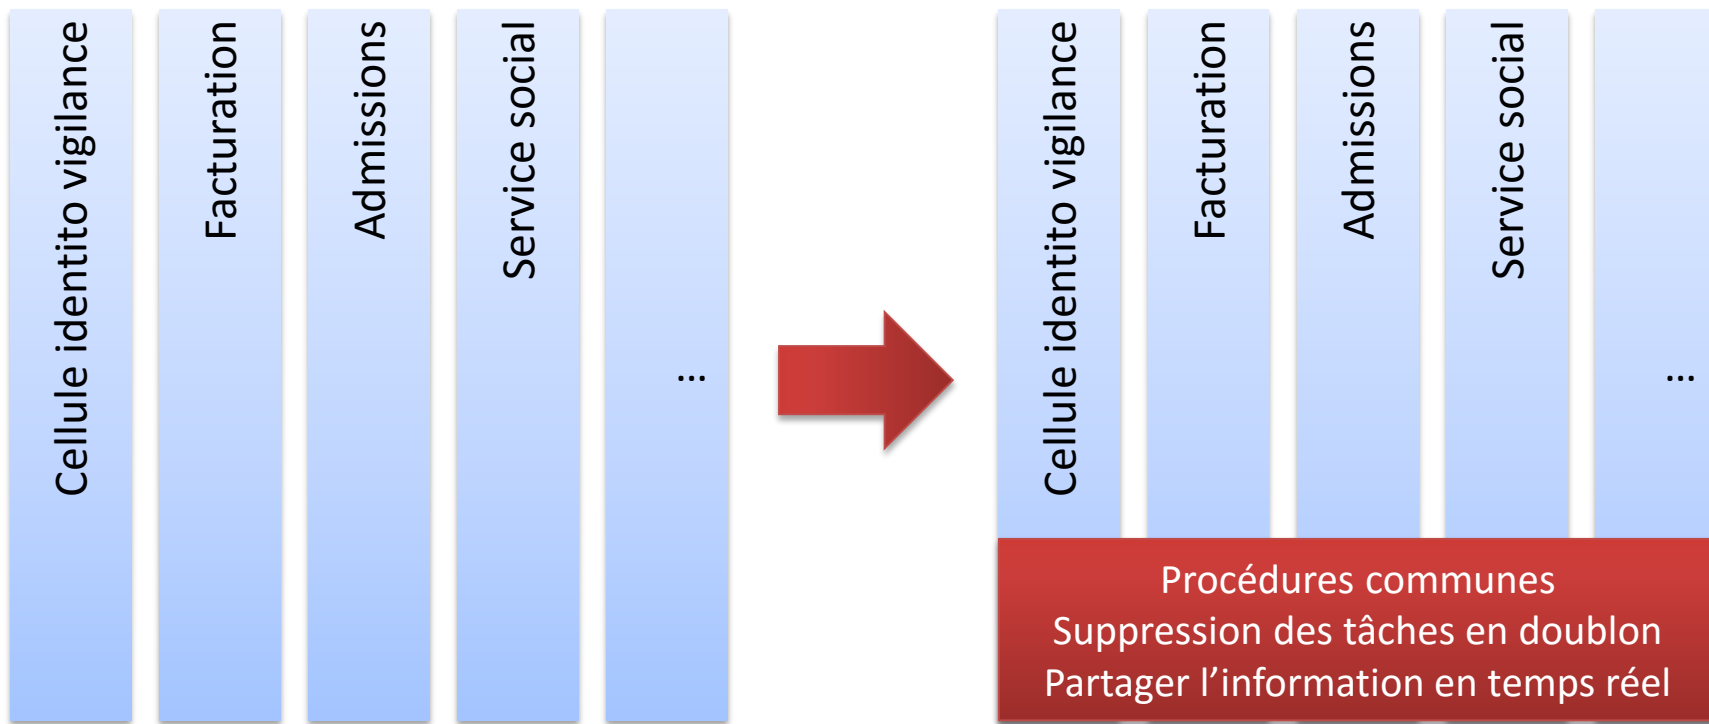 Cellule identito vigilance
Facturation
Admissions
Service social
...
Cellule identito vigilance
Facturation
Admissions
Service social
...
Procédures communes
Suppression des tâches en doublon
Partager l’information en temps réel